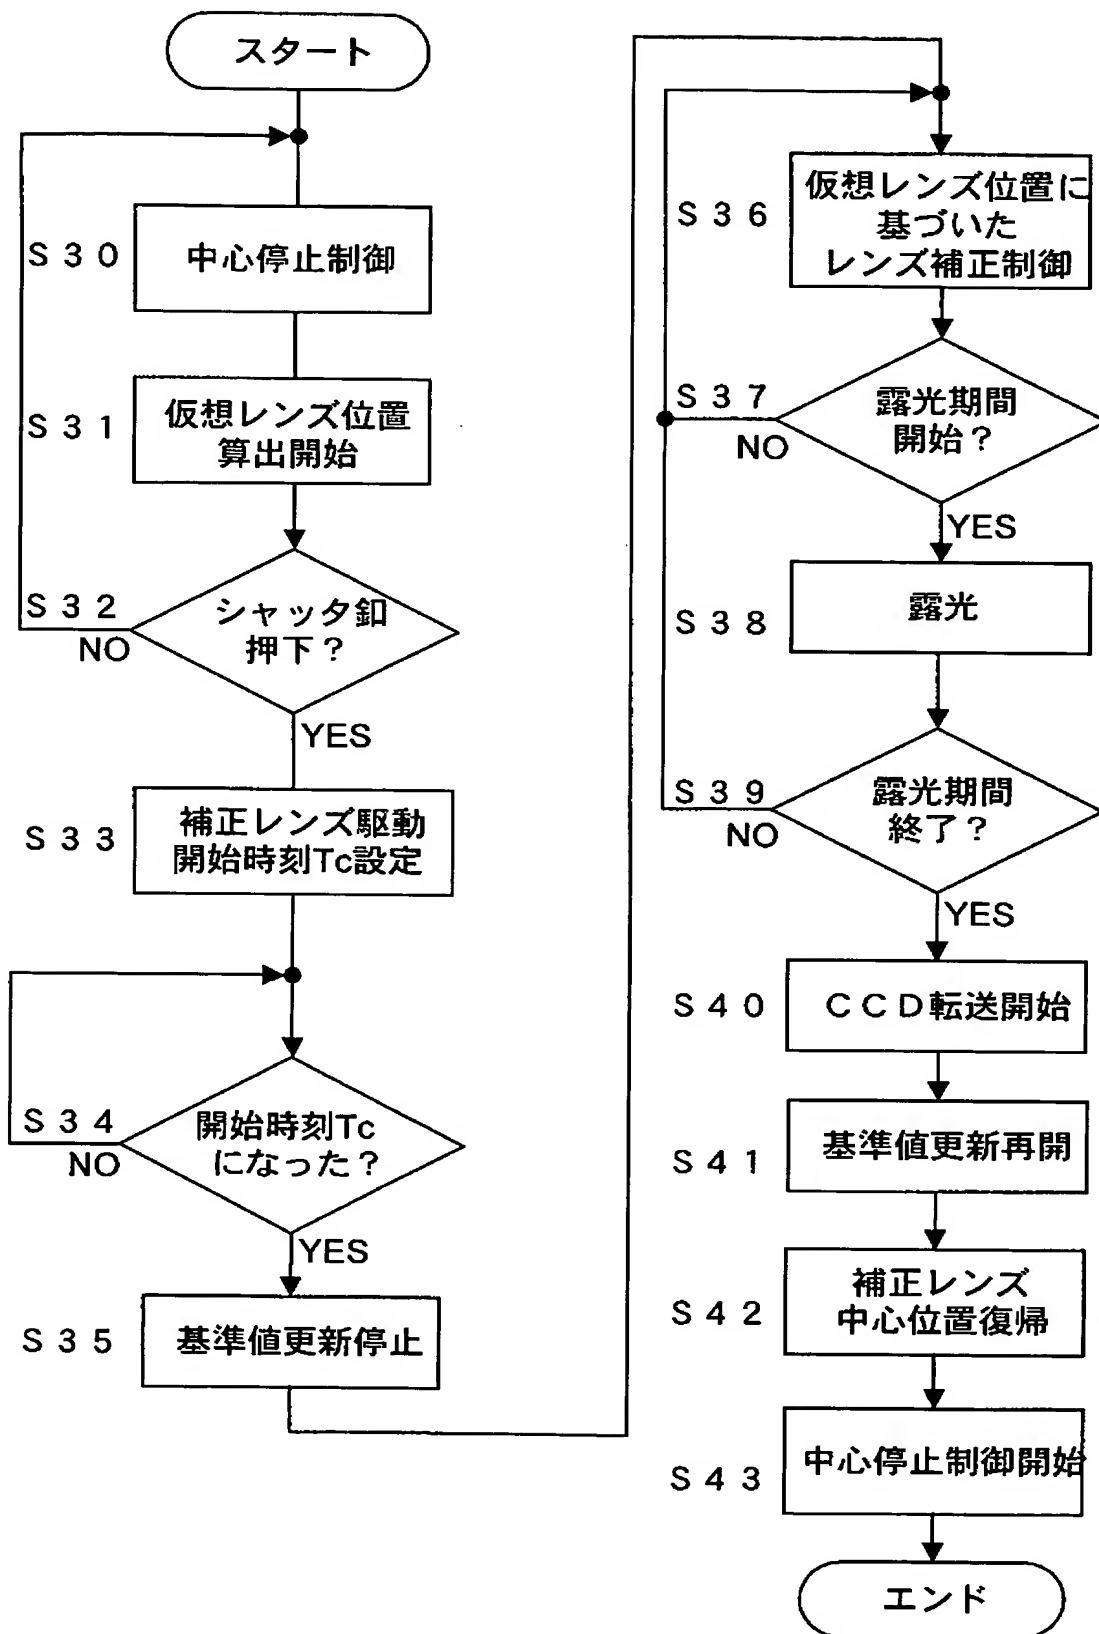 スタート
S30
中心停止制御
S31
仮想レンズ位置
算出開始
S32
シャッタ釦
押下?
NO
YES
S33
補正レンズ駆動
開始時刻Tc設定
S34
開始時刻Tc
になった?
NO
YES
S35
基準値更新停止
S36
仮想レンズ位置に
基づいた
レンズ補正制御
S37
露光期間
開始?
NO
YES
S38
露光
S39
露光期間
終了?
NO
YES
S40
CCD転送開始
S41
基準値更新再開
S42
補正レンズ
中心位置復帰
S43
中心停止制御開始
エンド